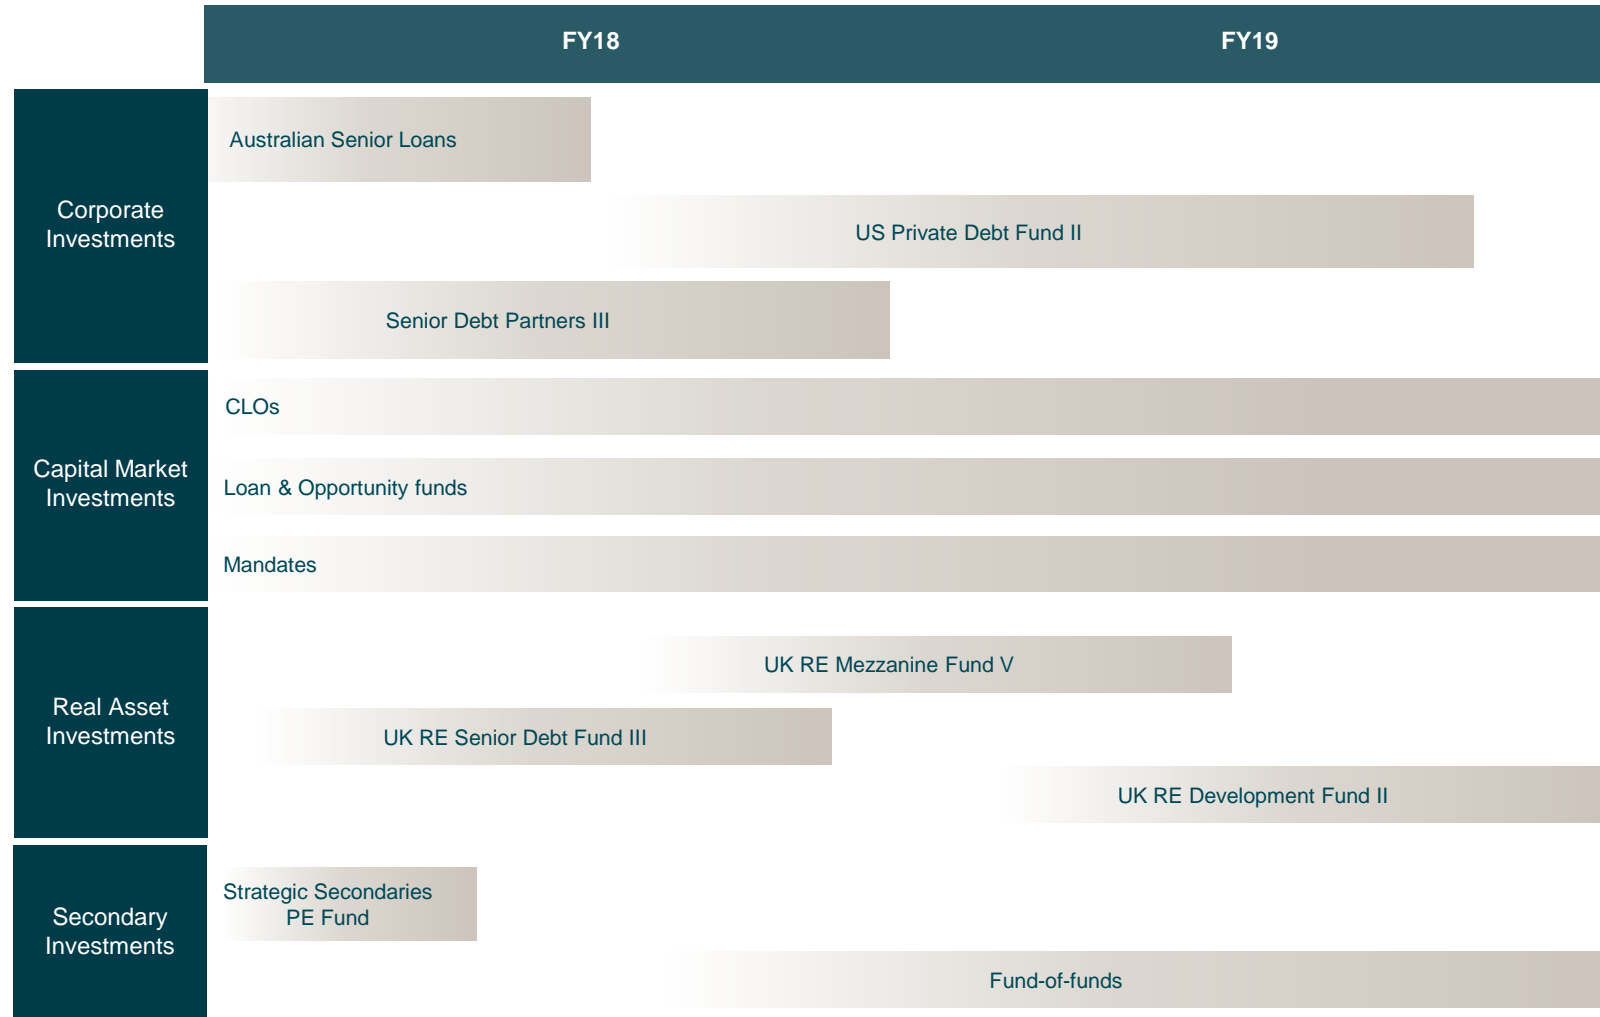 FY18
FY19
Corporate
Investments
Australian Senior Loans
US Private Debt Fund II
Senior Debt Partners III
Capital Market
Investments
CLOs
Loan & Opportunity funds
Mandates
Real Asset
Investments
UK RE Mezzanine Fund V
UK RE Senior Debt Fund III
UK RE Development Fund II
Secondary
Investments
Strategic Secondaries
PE Fund
Fund-of-funds